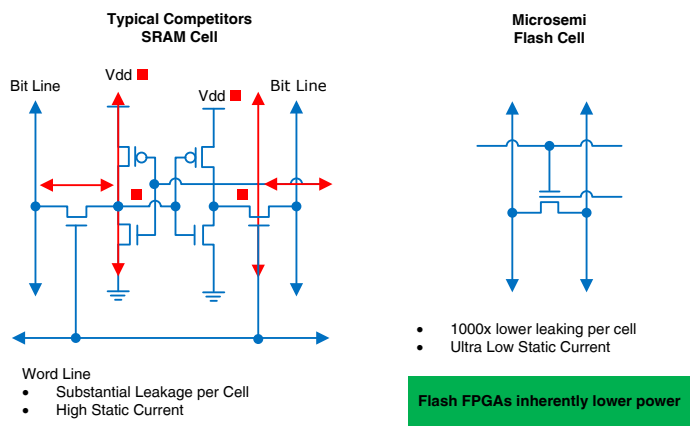 Typical Competitors
SRAM Cell
Vdd
Bit Line
Vdd
Bit Line
Word Line
• Substantial Leakage per Cell
• High Static Current
Microsemi
Flash Cell
• 1000x lower leaking per cell
• Ultra Low Static Current
Flash FPGAs inherently lower power